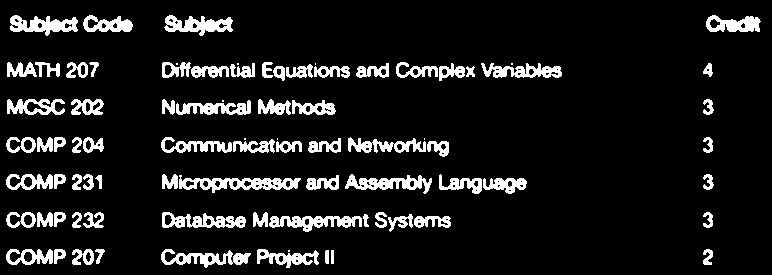 Subject Code Subject Credit
MATH 207 Differential Equations and Complex Variables 4
MCSC 202 Numerical Methods 3
COMP 204 Communication and Networking 3
COMP 231 Microprocessor and Assembly Language 3
COMP 232 Database Management Systems 3
COMP 207 Computer Project II 2